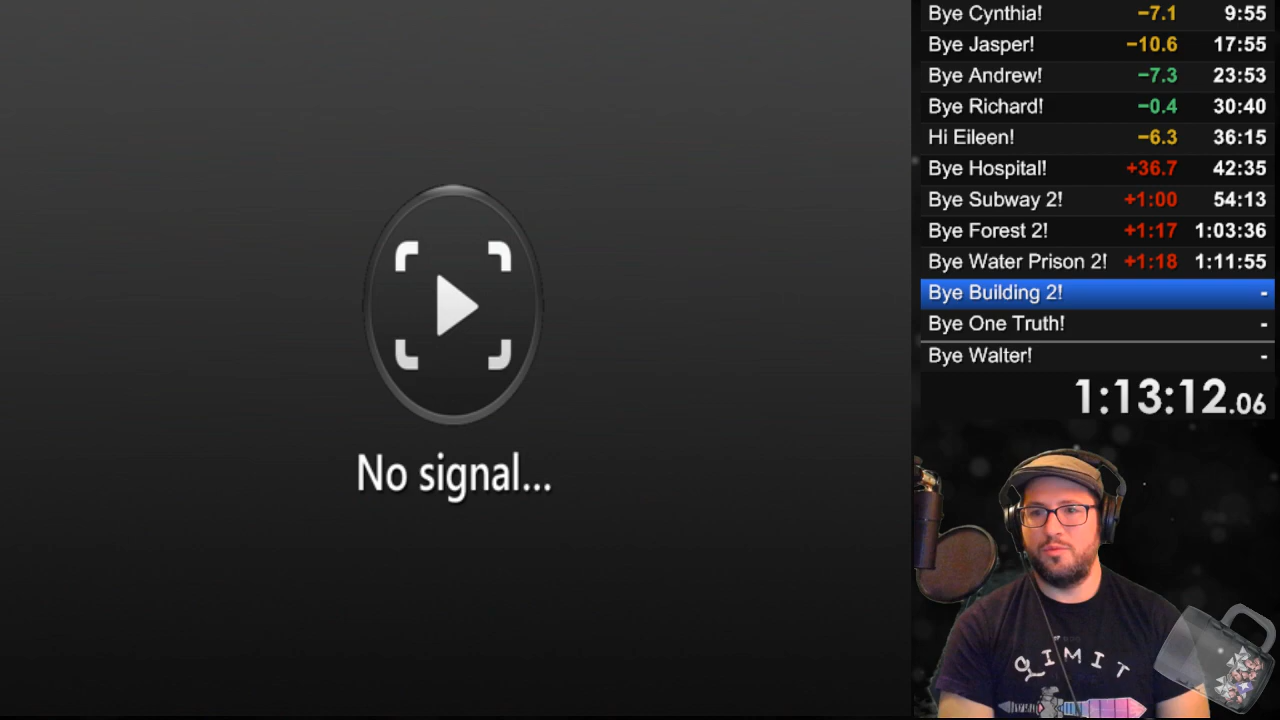 Bye Cynthia! −7.1 9:55
Bye Jasper! −10.6 17:55
Bye Andrew! −7.3 23:53
Bye Richard! −0.4 30:40
Hi Eileen! −6.3 36:15
Bye Hospital! +36.7 42:35
Bye Subway 2! +1:00 54:13
Bye Forest 2! +1:17 1:03:36
Bye Water Prison 2! +1:18 1:11:55
Bye Building 2! -
Bye One Truth! -
Bye Walter! -
1:13:12.06
No signal...
QIMIT